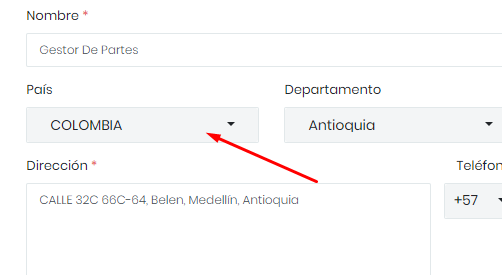 Nombre *
Gestor De Partes
País Departamento
COLOMBIA Antioquia
Dirección * Teléfon
CALLE 32C 66C-64, Belen, Medellín, Antioquia +57